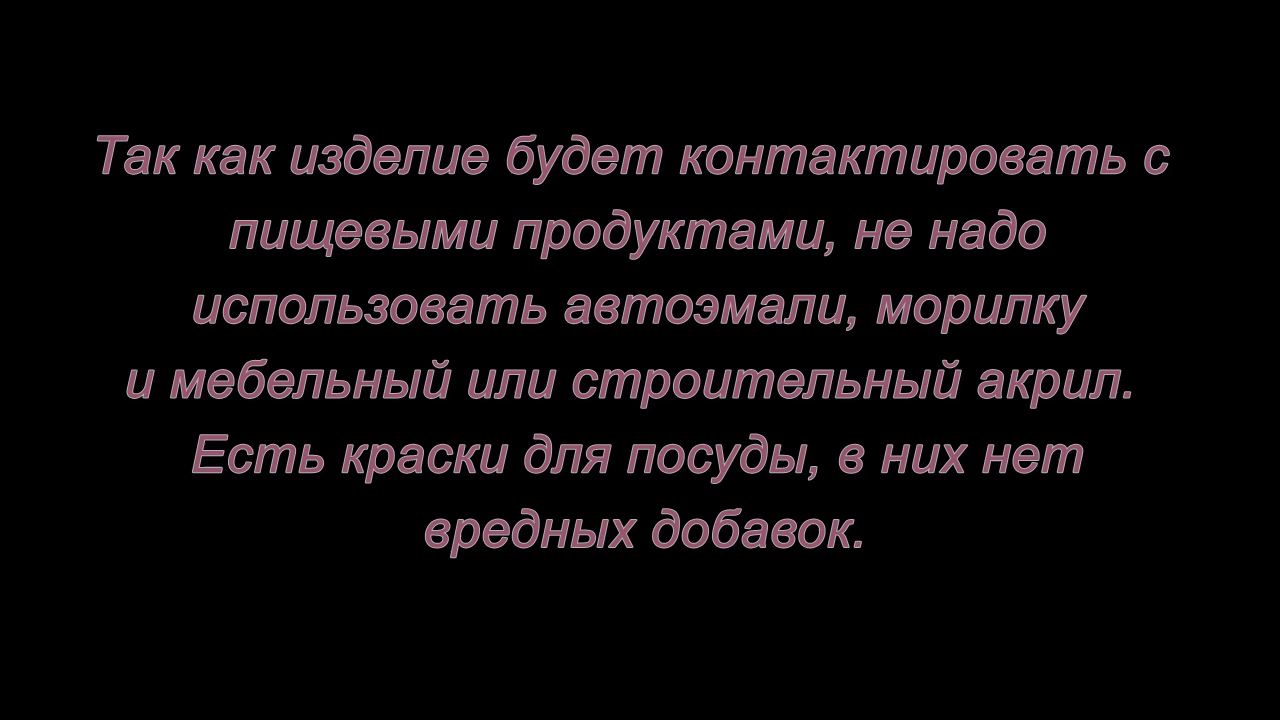 Так как изделие будет контактировать с
пищевыми продуктами, не надо
использовать автоэмали, морилку
и мебельный или строительный акрил.
Есть краски для посуды, в них нет
вредных добавок.